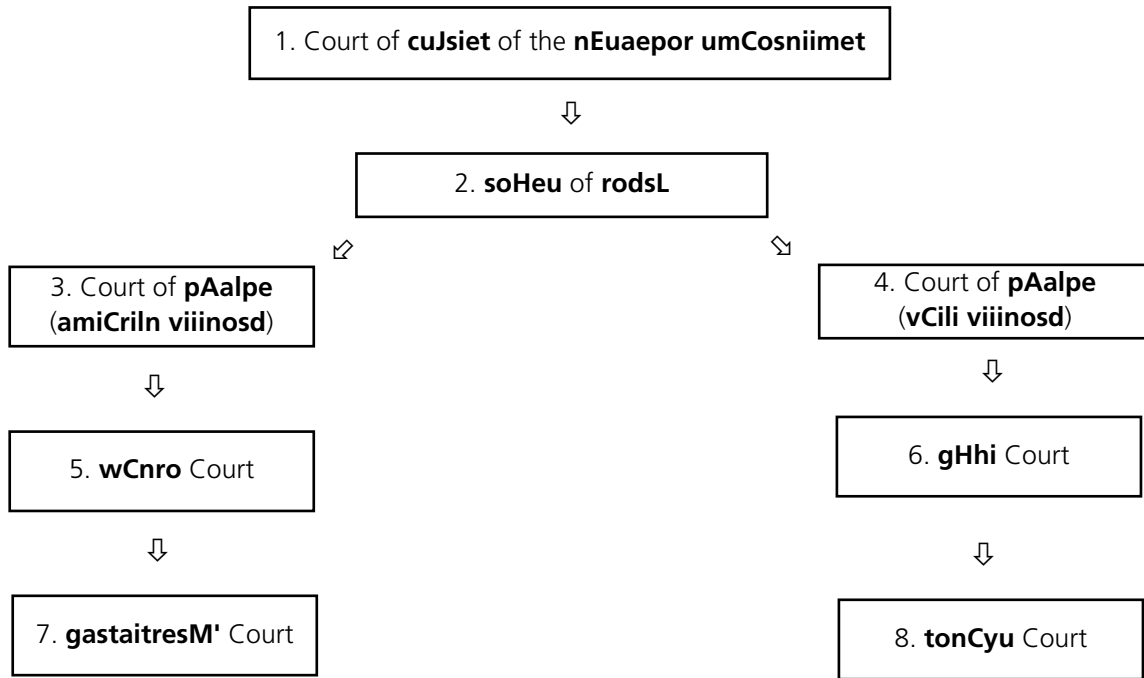 1. Court of cuJsiet of the nEuaepor umCosniimet
2. soHeu of rodsL
3. Court of pAalpe
(amiCriln viiinosd)
4. Court of pAalpe
(vCili viiinosd)
5. wCnro Court
6. gHhi Court
7. gastaitresM' Court
8. tonCyu Court